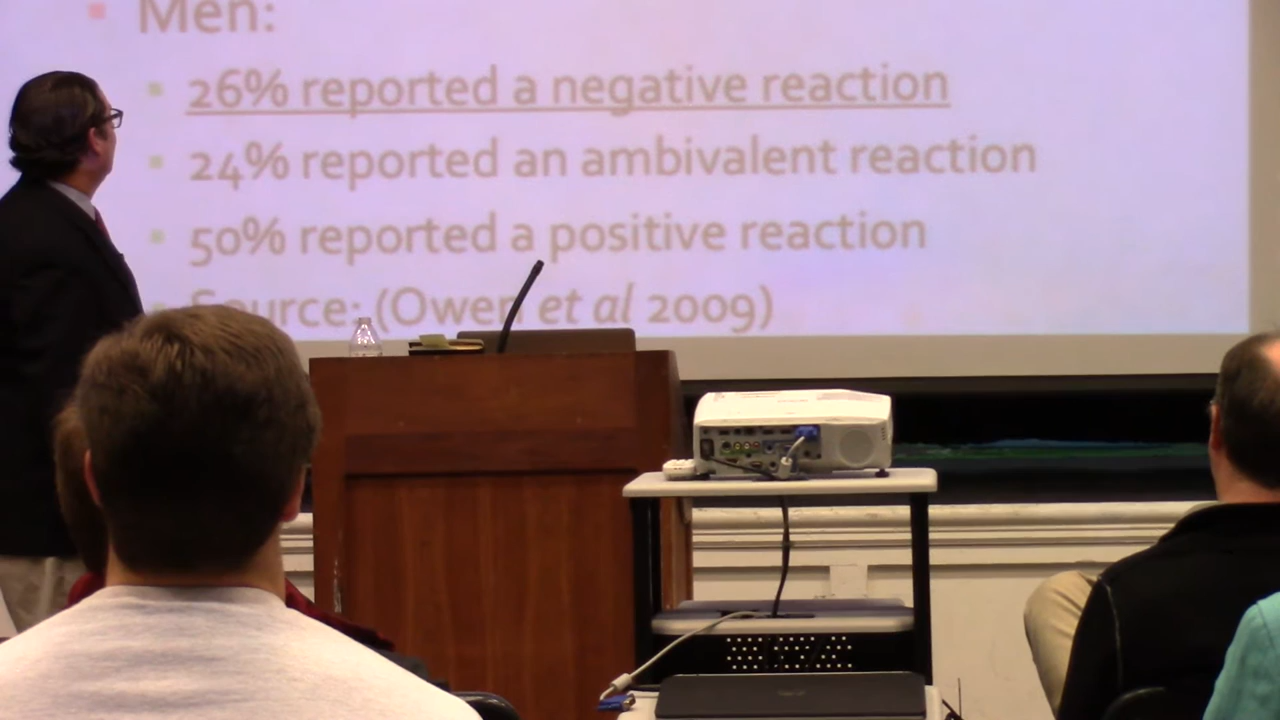 Men:
26% reported a negative reaction
24% reported an ambivalent reaction
50% reported a positive reaction
Source: (Owen et al 2009)